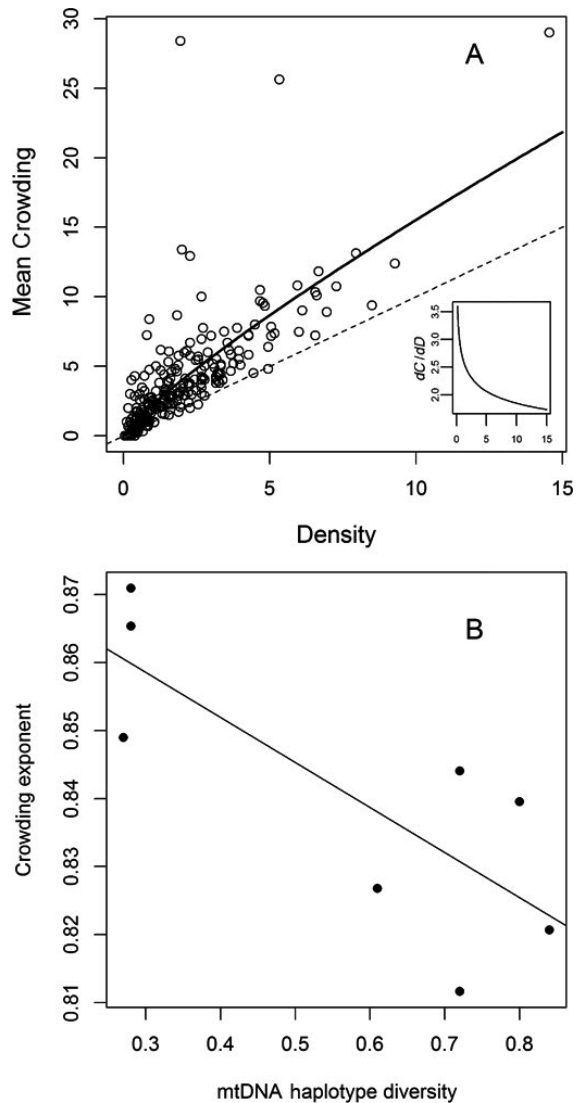 A
30
25
20
15
10
5
0
Mean Crowding
0 5 10 15
Density
3.5
3.0
2.5
2.0
dC/dD
0 5 10 15
B
0.87
0.86
0.85
0.84
0.83
0.82
0.81
Crowding exponent
0.3 0.4 0.5 0.6 0.7 0.8
mtDNA haplotype diversity